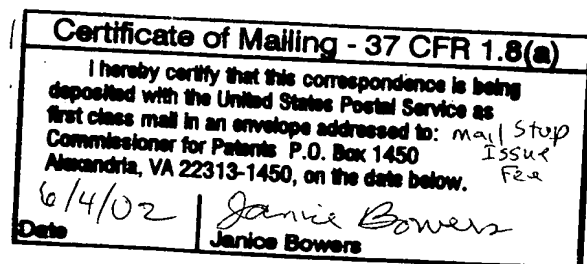 Certificate of Mailing - 37 CFR 1.8(a)
I hereby certify that this correspondence is being
deposited with the United States Postal Service as
first class mail in an envelope addressed to: mail Stop
Commissioner for Patents P.O. Box 1450 Issue
Alexandria, VA 22313-1450, on the date below. Fee
6/4/02 Janice Bowers
Date Janice Bowers